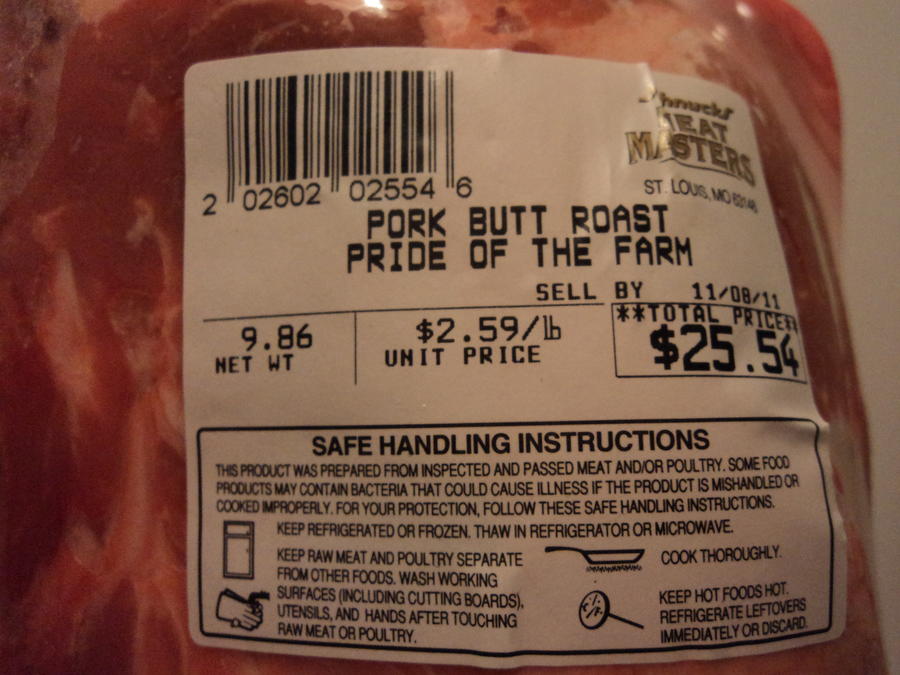 Schnucks
MEAT
MASTERS
ST. LOUIS, MO 63146
2 02602 02554 6
PORK BUTT ROAST
PRIDE OF THE FARM
SELL BY 11/08/11
9.86
NET WT
$2.59/lb
UNIT PRICE
**TOTAL PRICE**
$25.54
SAFE HANDLING INSTRUCTIONS
THIS PRODUCT WAS PREPARED FROM INSPECTED AND PASSED MEAT AND/OR POULTRY. SOME FOOD
PRODUCTS MAY CONTAIN BACTERIA THAT COULD CAUSE ILLNESS IF THE PRODUCT IS MISHANDLED OR
COOKED IMPROPERLY. FOR YOUR PROTECTION, FOLLOW THESE SAFE HANDLING INSTRUCTIONS.
KEEP REFRIGERATED OR FROZEN. THAW IN REFRIGERATOR OR MICROWAVE.
KEEP RAW MEAT AND POULTRY SEPARATE
FROM OTHER FOODS. WASH WORKING
SURFACES (INCLUDING CUTTING BOARDS),
UTENSILS, AND HANDS AFTER TOUCHING
RAW MEAT OR POULTRY.
COOK THOROUGHLY.
KEEP HOT FOODS HOT.
REFRIGERATE LEFTOVERS
IMMEDIATELY OR DISCARD.